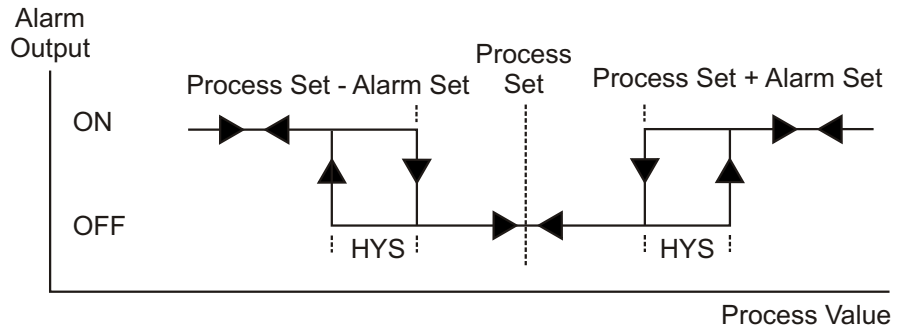 Alarm
Output
Process
Set
Process Set - Alarm Set
Process Set + Alarm Set
ON
OFF
HYS
HYS
Process Value